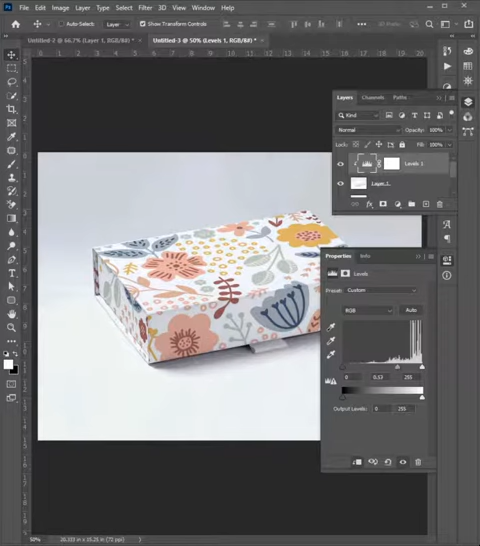 Ps File Edit Image Layer Type Select Filter 3D View Window Help
Auto Select: Layer Show Transform Controls
Untitled-2 @ 66.7% (Layer 1, RGB/8#) * × Untitled-3 @ 50% (Levels 1, RGB/8#) * ×
Layers Channels Paths
Kind
Normal Opacity: 100%
Lock: Fill: 100%
Levels 1
Layer 1
fx
Properties Info
Levels
Preset: Custom
RGB Auto
0 0.53 255
Output Levels: 0 255
50%